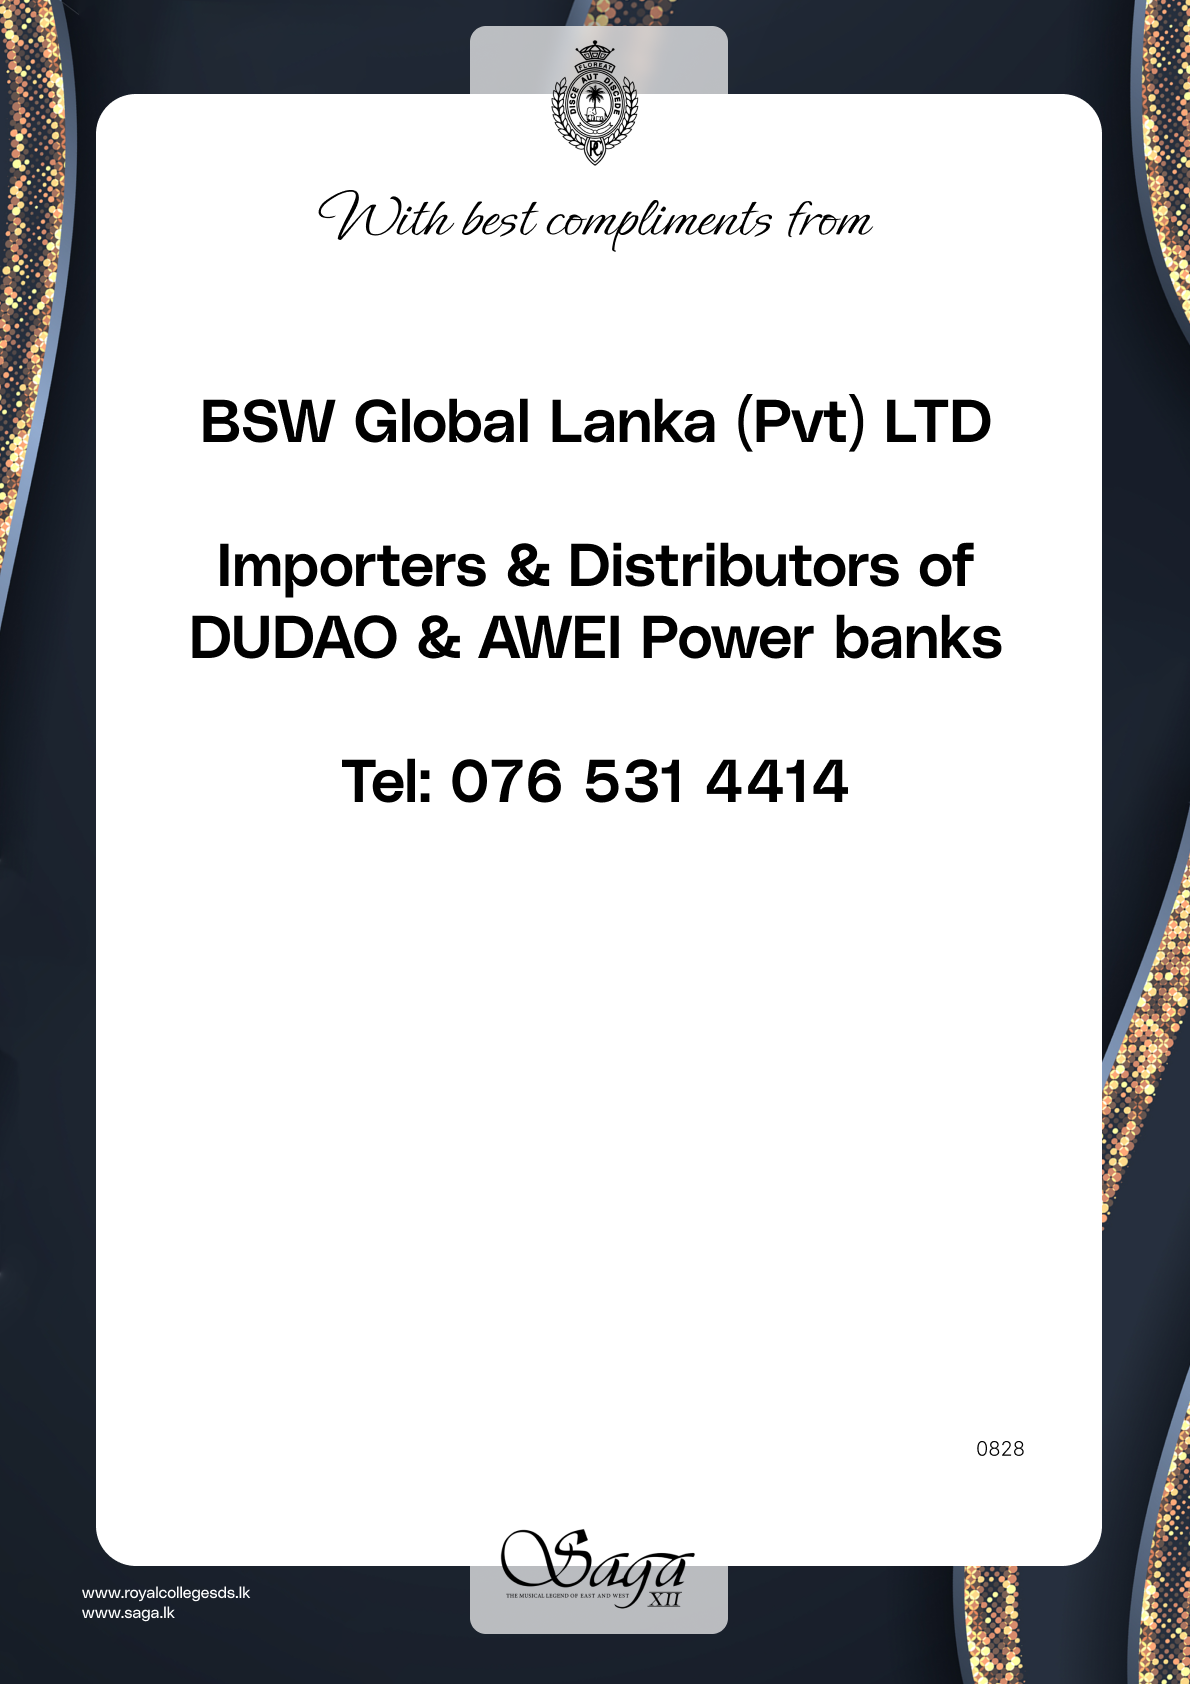 FLOREAT
DISCE AUT DISCEDE
RC
With best compliments from
BSW Global Lanka (Pvt) LTD
Importers & Distributors of
DUDAO & AWEI Power banks
Tel: 076 531 4414
0828
Saga
THE MUSICAL LEGEND OF EAST AND WEST
XII
www.royalcollegesds.lk
www.saga.lk